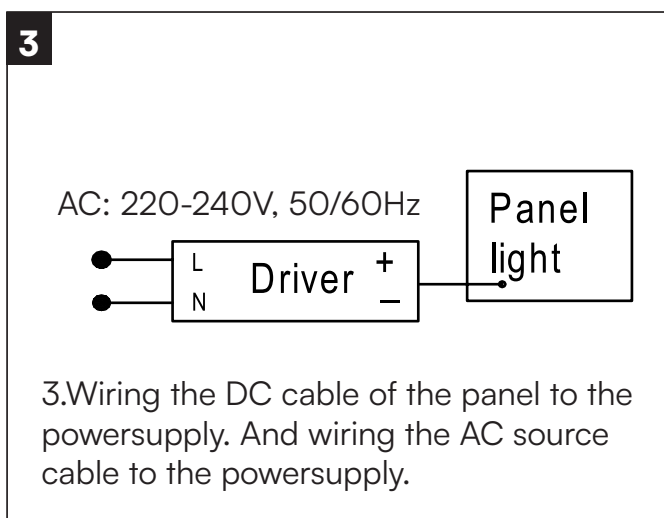 3
AC: 220-240V, 50/60Hz
L
N
Driver
+
−
Panel
light
3.Wiring the DC cable of the panel to the
powersupply. And wiring the AC source
cable to the powersupply.